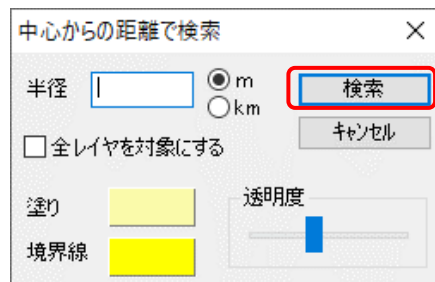 中心からの距離で検索
半径
m
km
検索
キャンセル
全レイヤを対象にする
塗り
透明度
境界線